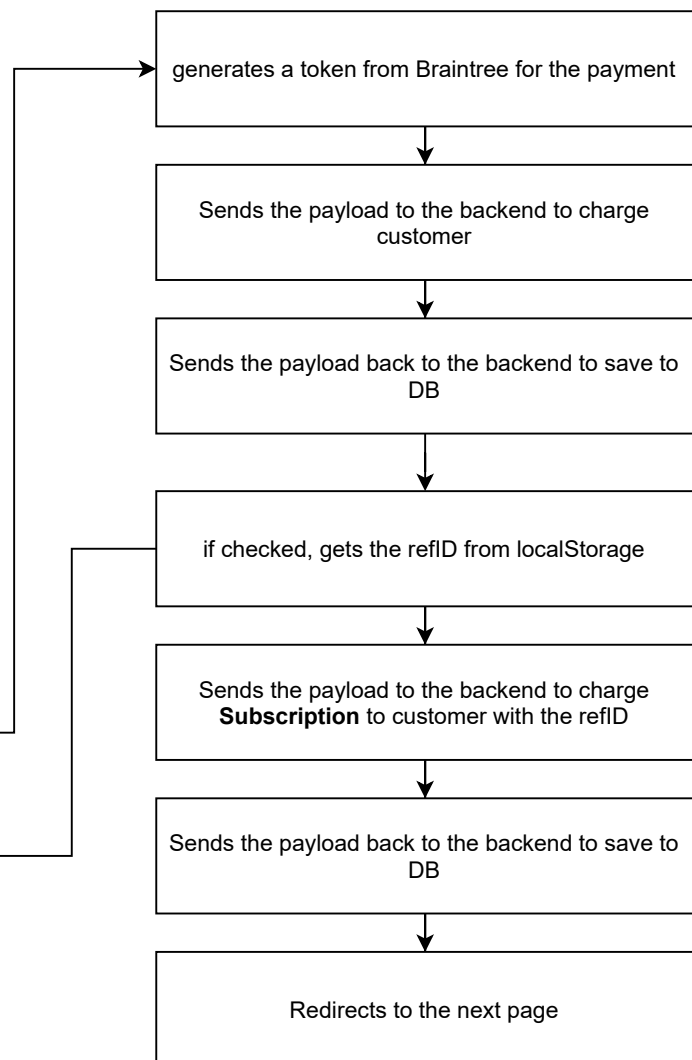 generates a token from Braintree for the payment
Sends the payload to the backend to charge
customer
Sends the payload back to the backend to save to
DB
if checked, gets the refID from localStorage
Sends the payload to the backend to charge
Subscription to customer with the refID
Sends the payload back to the backend to save to
DB
Redirects to the next page